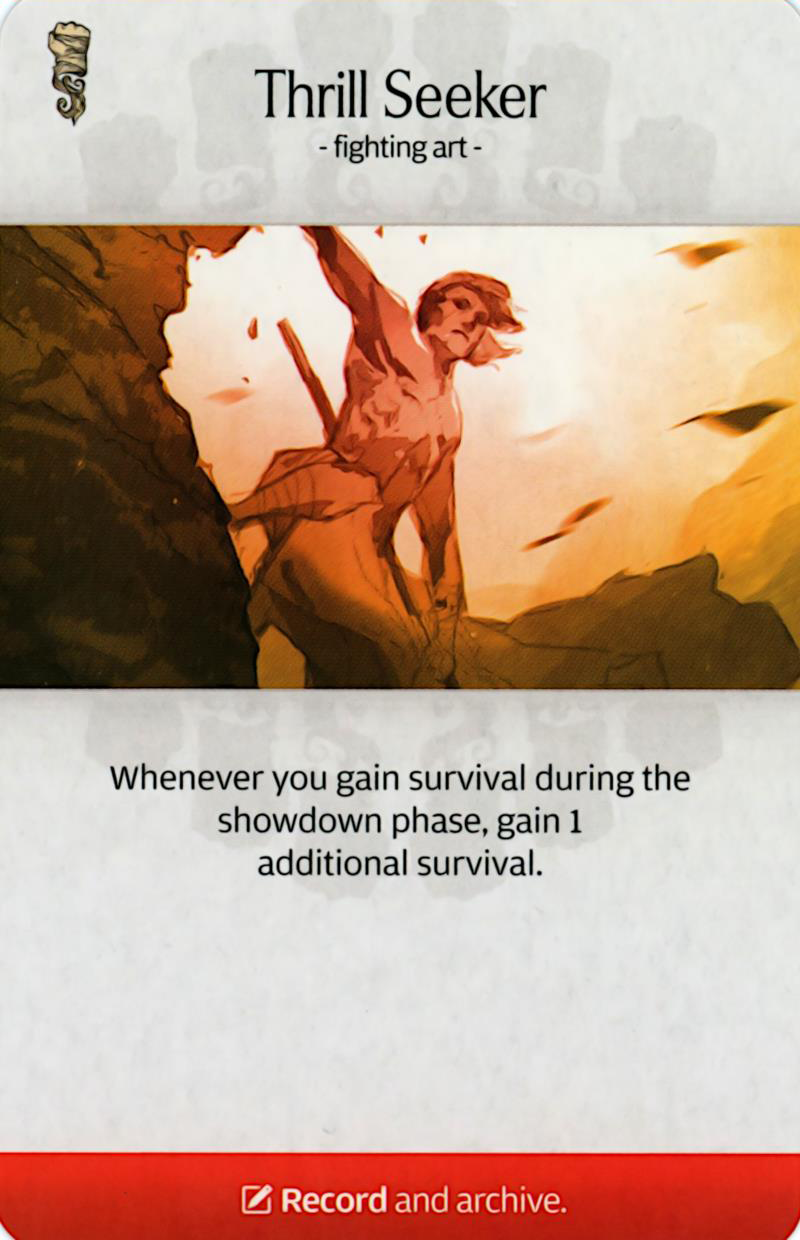 Thrill Seeker
- fighting art -
Whenever you gain survival during the
showdown phase, gain 1
additional survival.
Record and archive.